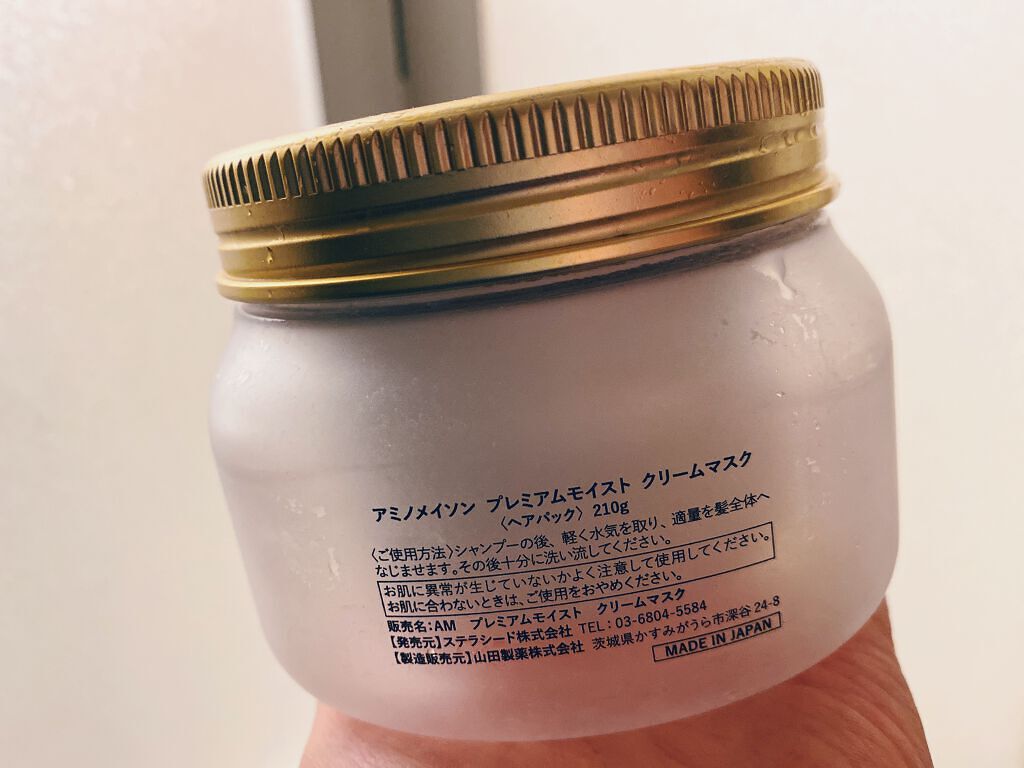 アミノメイソン プレミアムモイスト クリームマスク
〈ヘアパック〉 210g
〈ご使用方法〉シャンプーの後、軽く水気を取り、適量を髪全体へ
なじませます。その後十分に洗い流してください。
お肌に異常が生じていないかよく注意して使用してください。
お肌に合わないときは、ご使用をおやめください。
販売名:AM プレミアムモイスト クリームマスク
【発売元】ステラシード株式会社 TEL:03-6804-5584
【製造販売元】山田製薬株式会社 茨城県かすみがうら市深谷24-8
MADE IN JAPAN